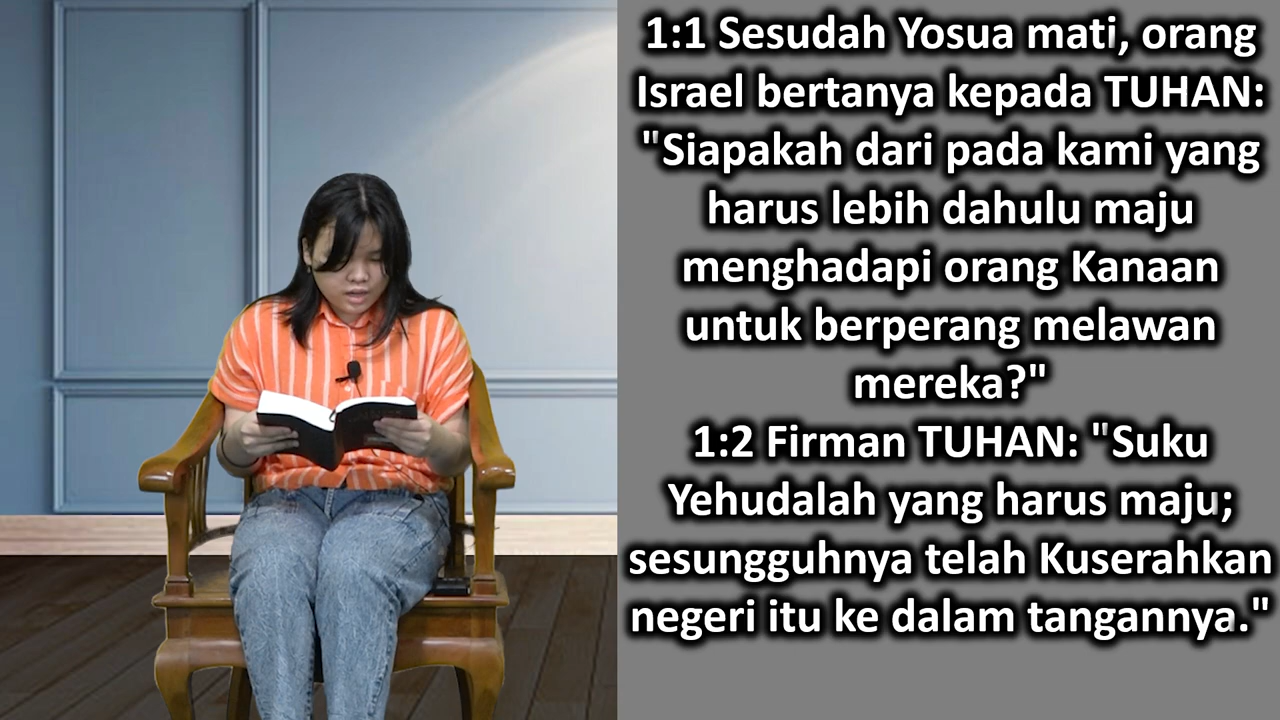 1:1 Sesudah Yosua mati, orang
Israel bertanya kepada TUHAN:
"Siapakah dari pada kami yang
harus lebih dahulu maju
menghadapi orang Kanaan
untuk berperang melawan
mereka?"
1:2 Firman TUHAN: "Suku
Yehudalah yang harus maju;
sesungguhnya telah Kuserahkan
negeri itu ke dalam tangannya."